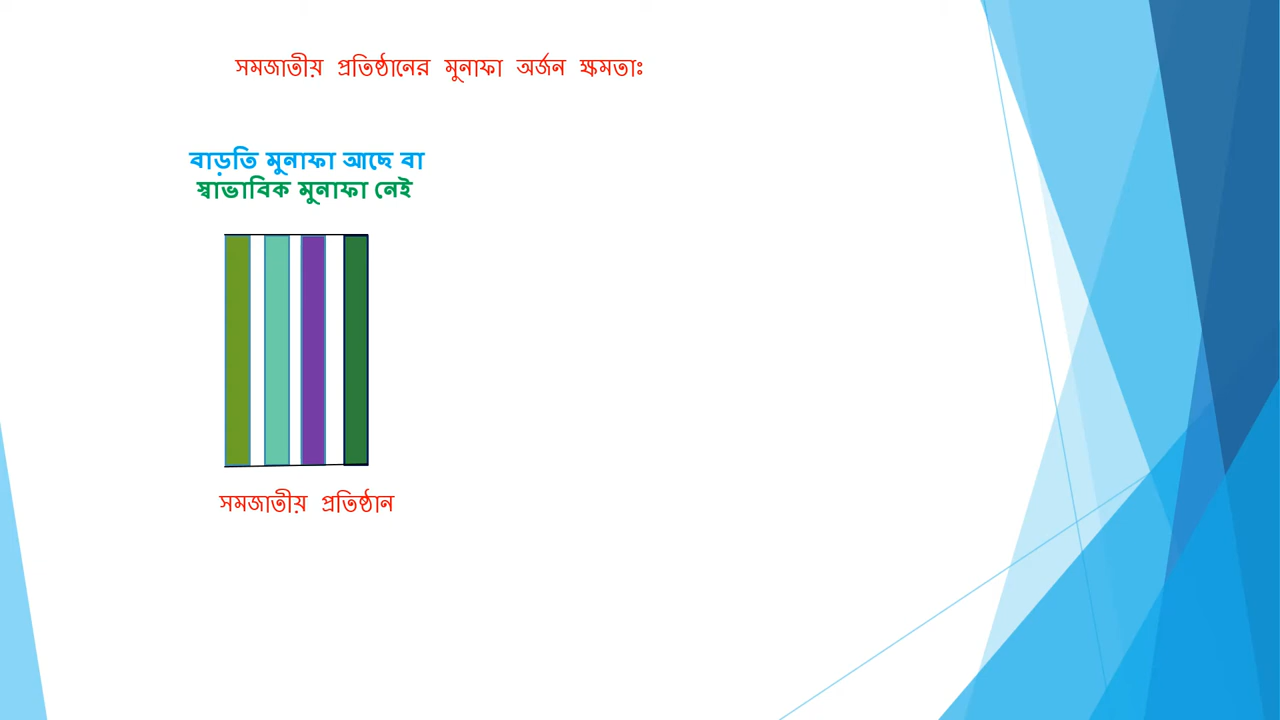 সমজাতীয় প্রতিষ্ঠানের মুনাফা অর্জন ক্ষমতাঃ
বাড়তি মুনাফা আছে বা
স্বাভাবিক মুনাফা নেই
সমজাতীয় প্রতিষ্ঠান